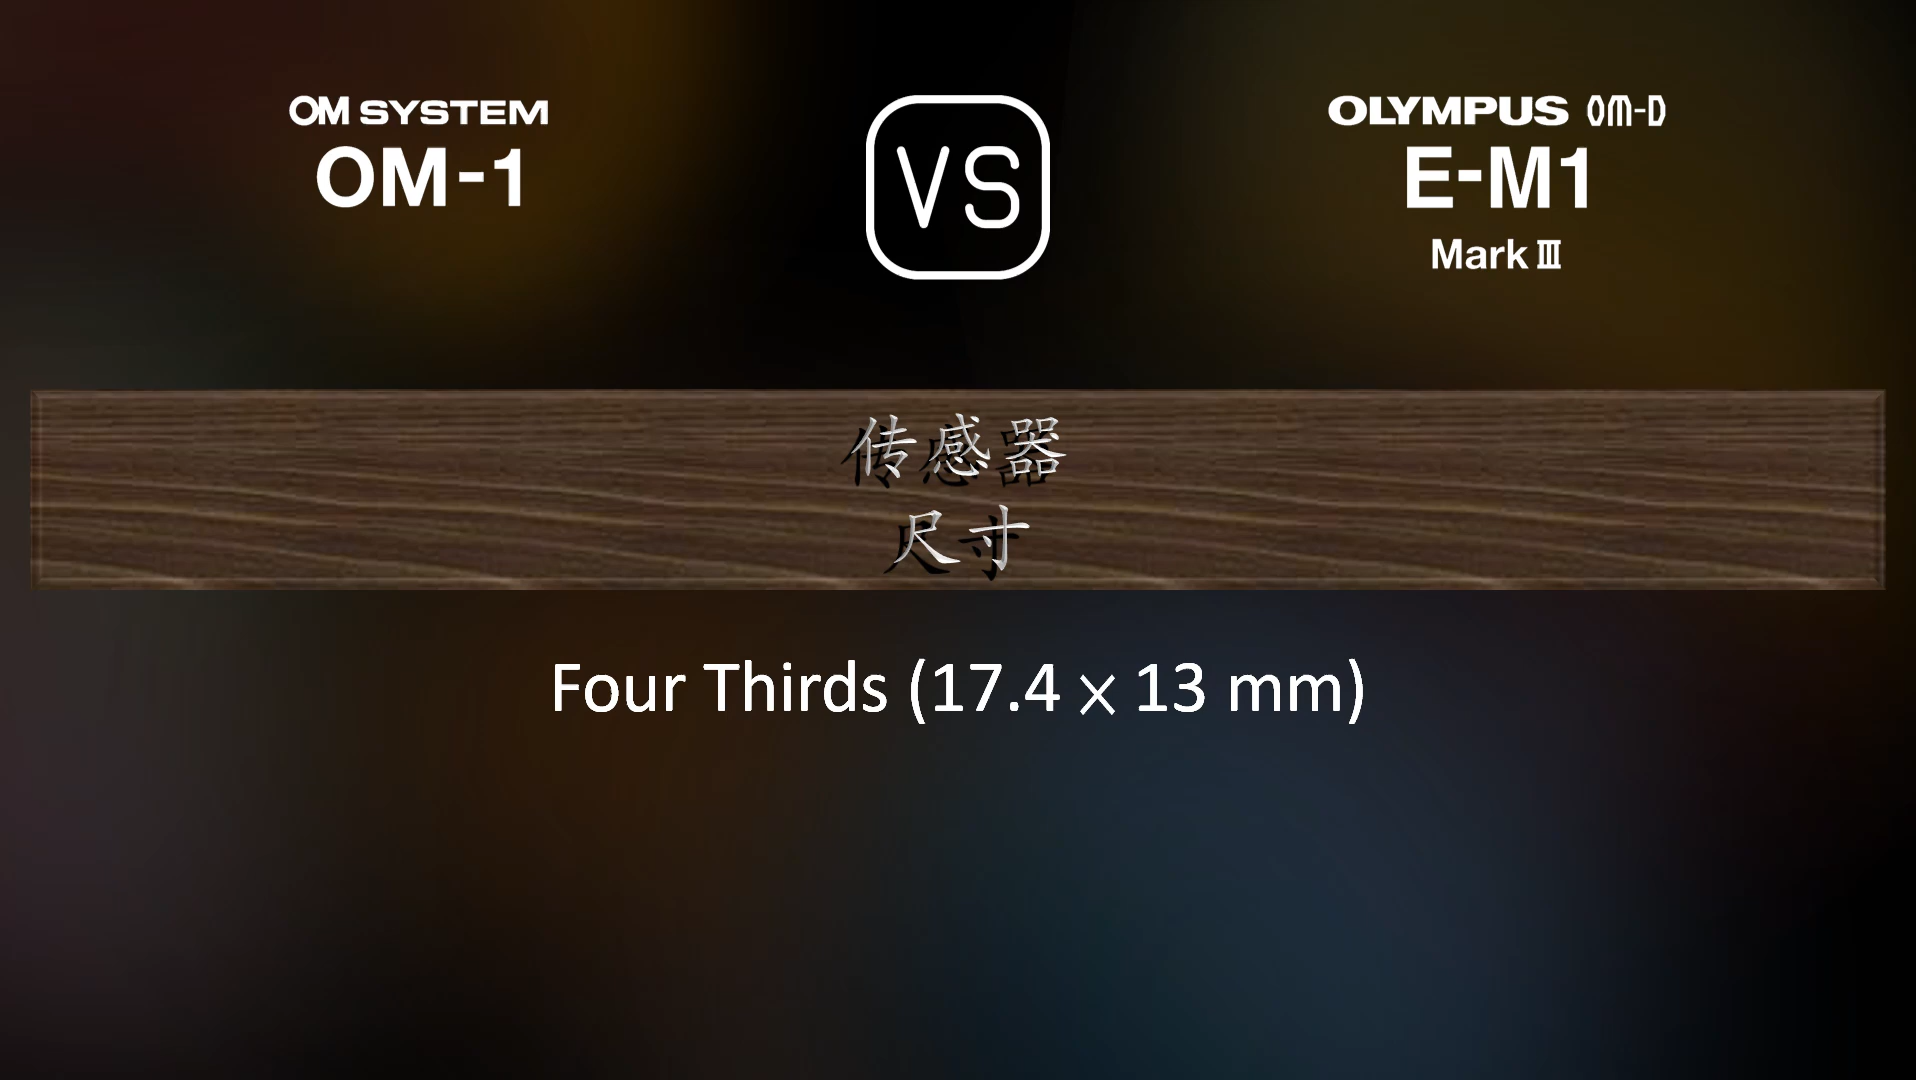 OM SYSTEM
OM-1
VS
OLYMPUS OM-D
E-M1
Mark III
传感器
尺寸
Four Thirds (17.4 x 13 mm)